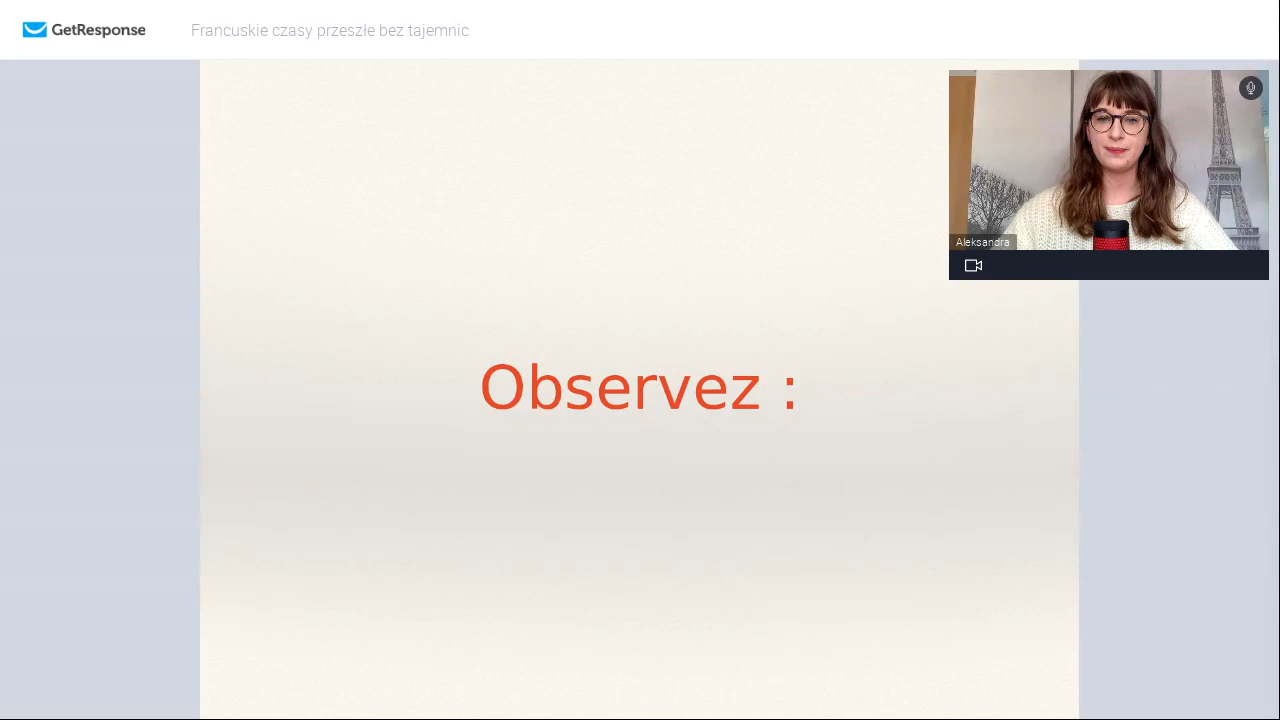 GetResponse
Francuskie czasy przeszłe bez tajemnic
Aleksandra
Observez :